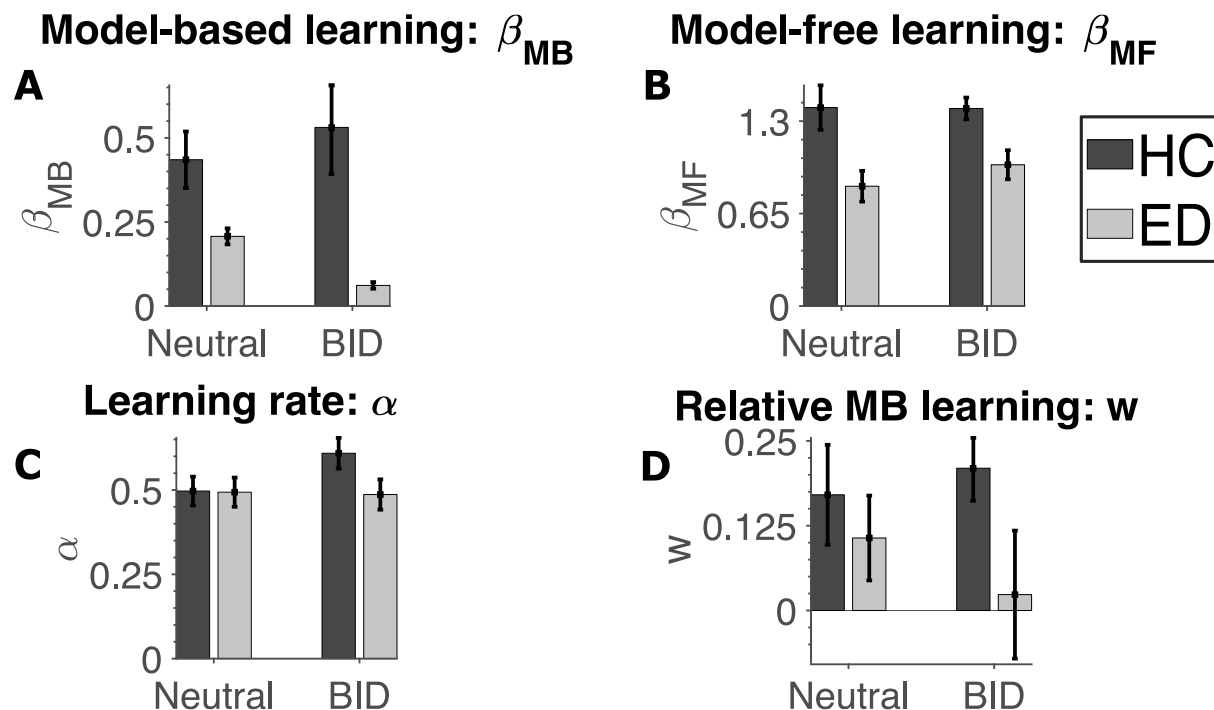 Model-based learning: βMB
Model-free learning: βMF
A
0.5
0.25
0
βMB
Neutral BID
B
1.3
0.65
0
βMF
Neutral BID
HC
ED
Learning rate: α
Relative MB learning: w
C
0.5
0.25
0
α
Neutral BID
D
0.25
0.125
0
w
Neutral BID